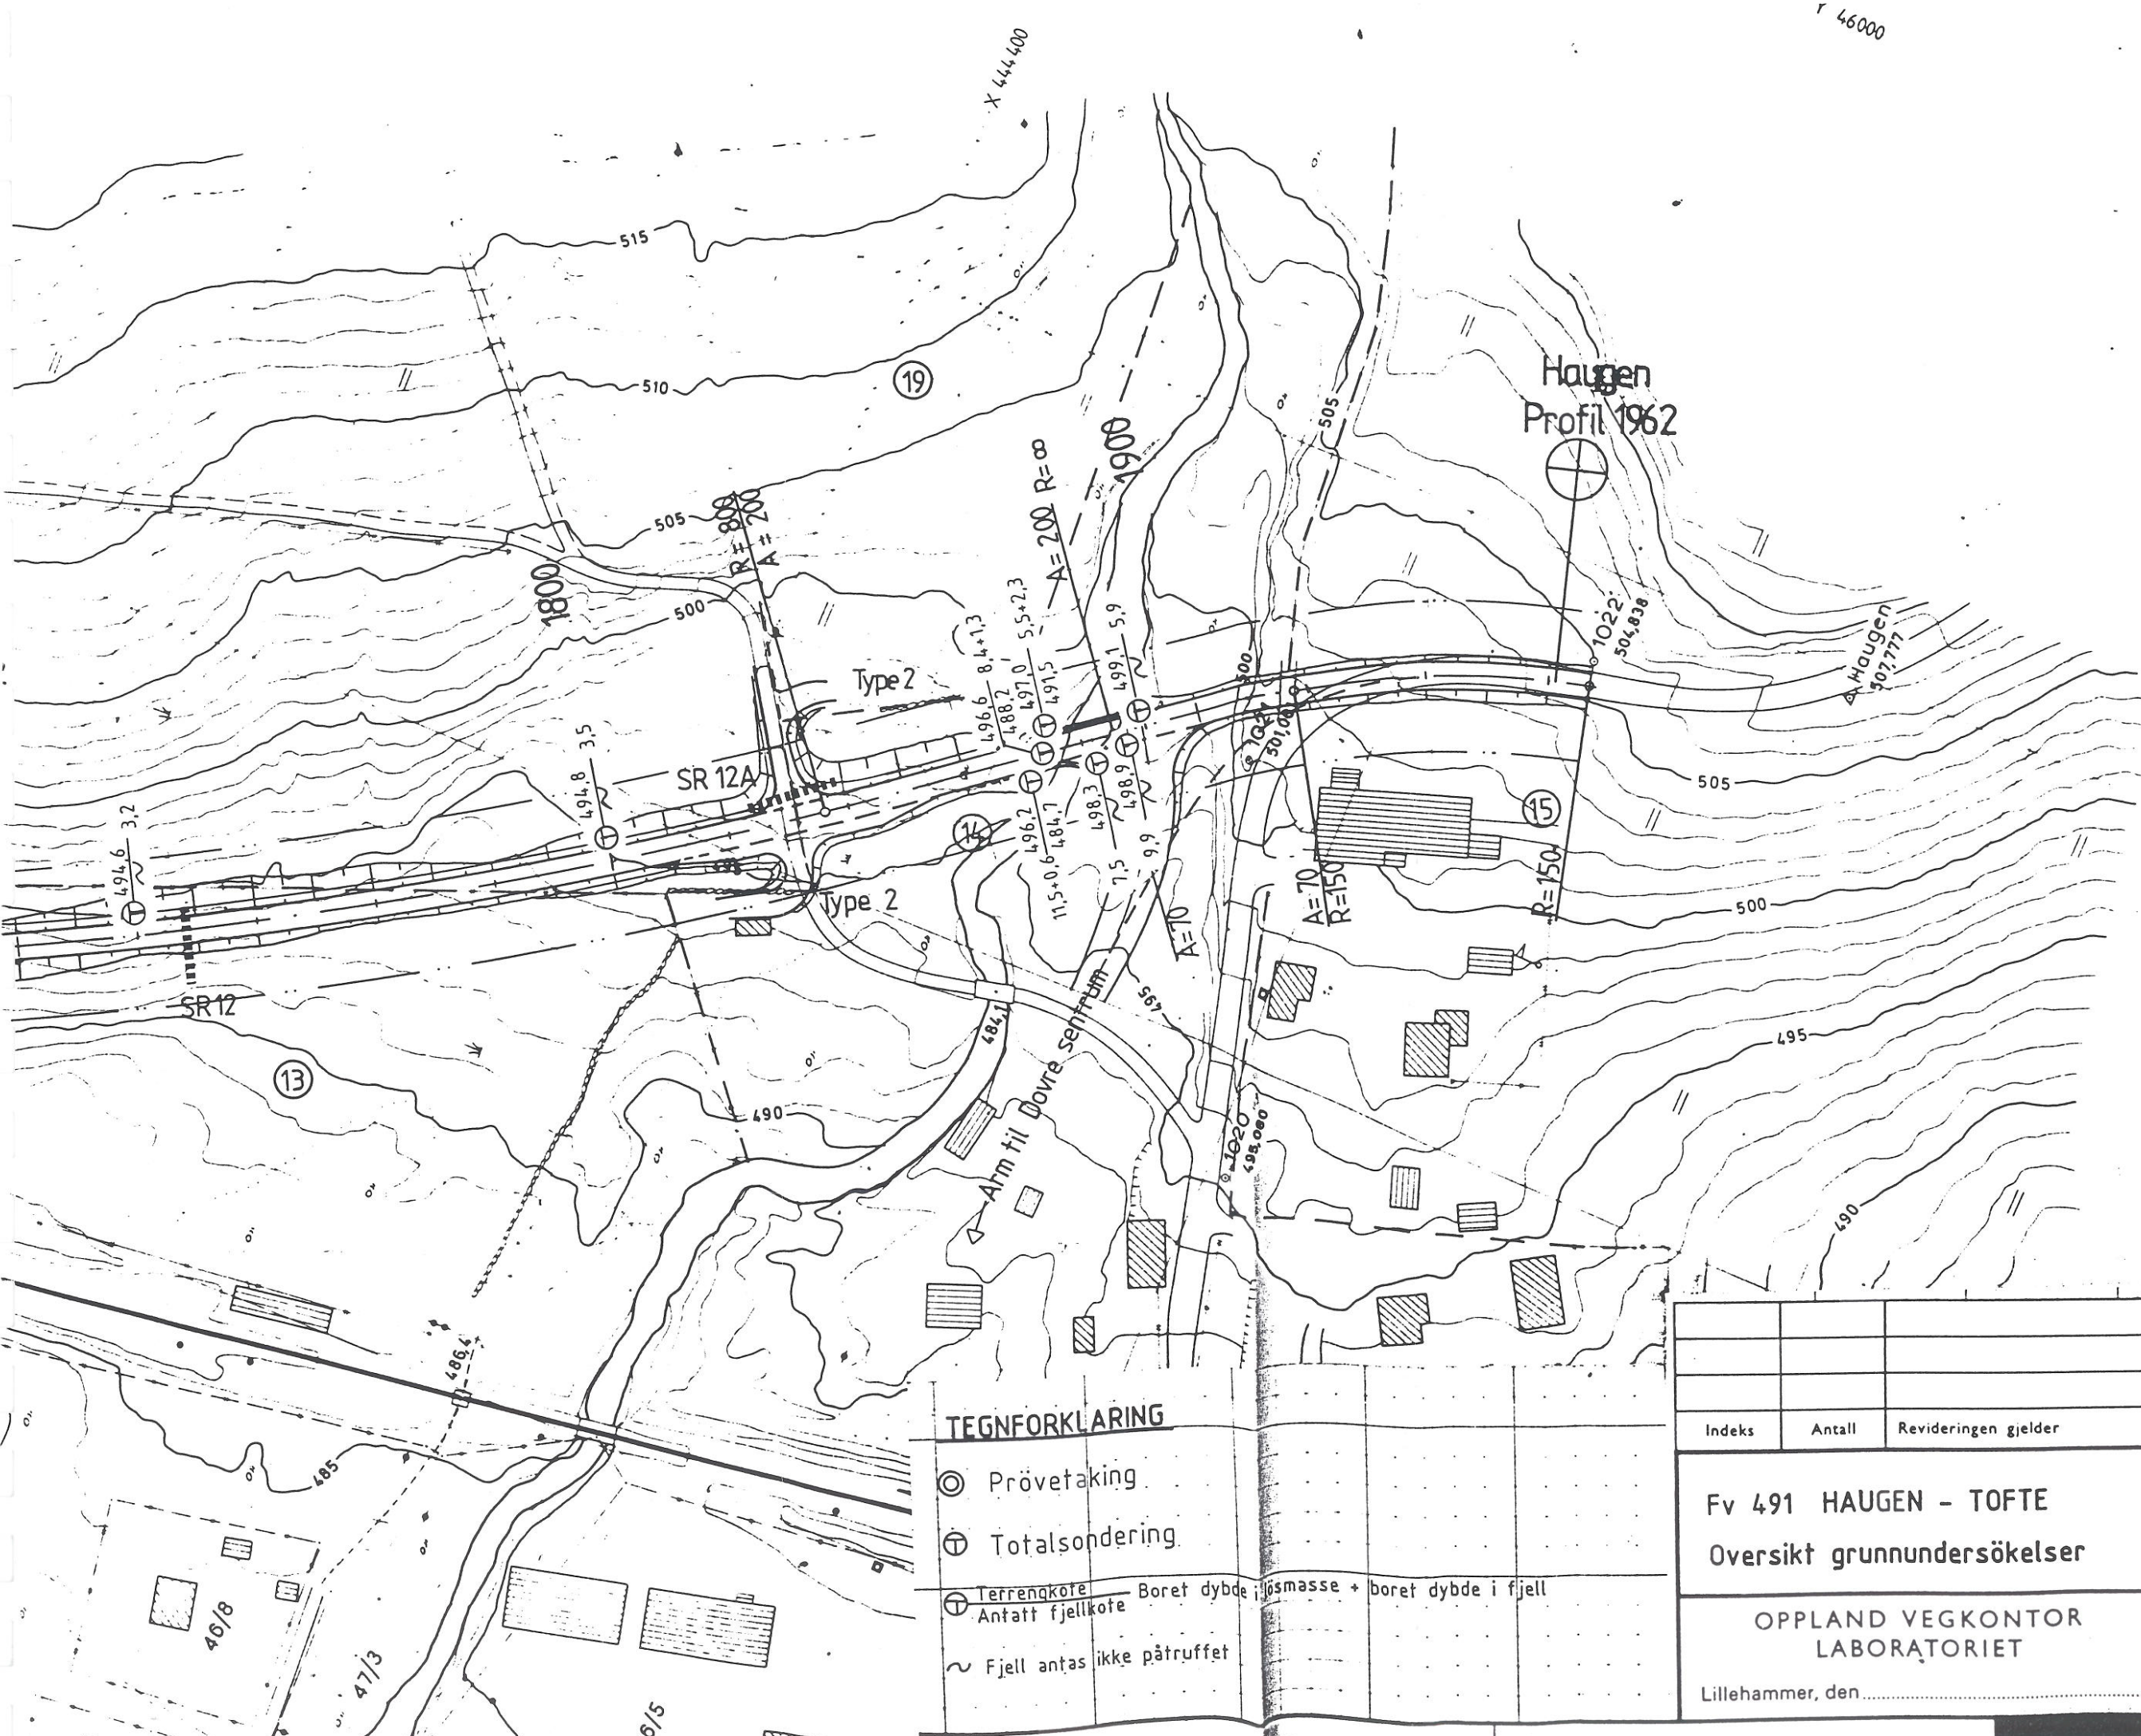 X 444400
Y 46000
515
510
19
505
Haugen
Profil 1962
1900
R=800
A=200
A=200 R=∞
505
1800
500
1022
504,838
Haugen
507,777
Type 2
496,6 8,4+1,3
488,2
497,0 5,5+2,3
491,5
499,1 5,9
~
500
SR 12A
494,8 3,5
~
494,6 3,2
~
14
496,2 11,5+0,6
484,7
498,3 7,5
~
498,9 9,9
~
505
15
Type 2
A=70
A=70
R=150
R=150
500
SR12
484,1
495
495
13
490
Arm til Dovre sentrum
1020
495,080
490
486,4
485
46/8
47/3
6/5
TEGNFORKLARING
Prövetaking
Totalsondering
Terrengkote Boret dybde i lösmasse + boret dybde i fjell
Antatt fjellkote
~ Fjell antas ikke påtruffet
Indeks Antall Revideringen gjelder
Fv 491 HAUGEN - TOFTE
Oversikt grunnundersökelser
OPPLAND VEGKONTOR
LABORATORIET
Lillehammer, den